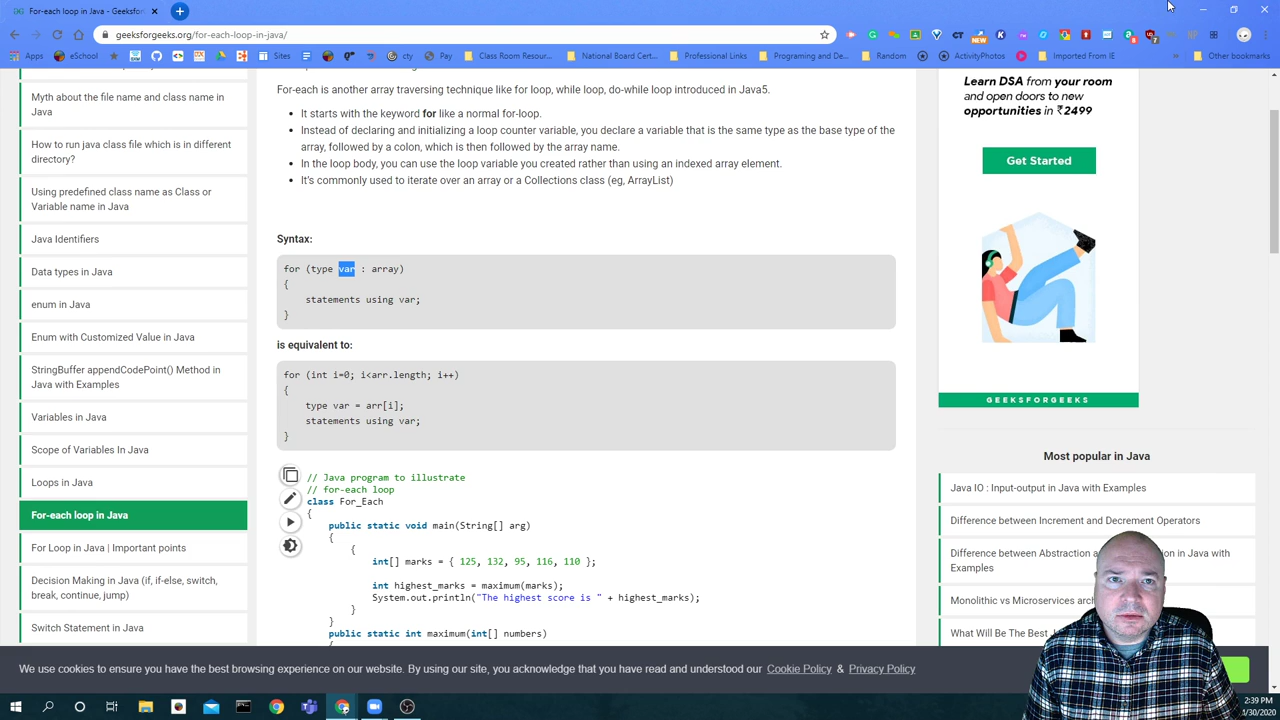 For-each loop in Java - GeeksFor
geeksforgeeks.org/for-each-loop-in-java/
Apps
eSchool
Sites
cty
Pay
Class Room Resour...
National Board Cert...
Professional Links
Programing and De...
Random
ActivityPhotos
Imported From IE
Other bookmarks
Myth about the file name and class name in
Java
How to run java class file which is in different
directory?
Using predefined class name as Class or
Variable name in Java
Java Identifiers
Data types in Java
enum in Java
Enum with Customized Value in Java
StringBuffer appendCodePoint() Method in
Java with Examples
Variables in Java
Scope of Variables In Java
Loops in Java
For-each loop in Java
For Loop in Java | Important points
Decision Making in Java (if, if-else, switch,
break, continue, jump)
Switch Statement in Java
For-each is another array traversing technique like for loop, while loop, do-while loop introduced in Java5.
• It starts with the keyword for like a normal for-loop.
• Instead of declaring and initializing a loop counter variable, you declare a variable that is the same type as the base type of the
array, followed by a colon, which is then followed by the array name.
• In the loop body, you can use the loop variable you created rather than using an indexed array element.
• It's commonly used to iterate over an array or a Collections class (eg, ArrayList)
Syntax:
for (type var : array)
{
statements using var;
}
is equivalent to:
for (int i=0; i<arr.length; i++)
{
type var = arr[i];
statements using var;
}
// Java program to illustrate
// for-each loop
class For_Each
{
public static void main(String[] arg)
{
{
int[] marks = { 125, 132, 95, 116, 110 };
int highest_marks = maximum(marks);
System.out.println("The highest score is " + highest_marks);
}
}
public static int maximum(int[] numbers)
{
Learn DSA from your room
and open doors to new
opportunities in ₹2499
Get Started
GEEKSFORGEEKS
Most popular in Java
Java IO : Input-output in Java with Examples
Difference between Increment and Decrement Operators
Difference between Abstraction in Java with
Examples
Monolithic vs Microservices
What Will Be The Best
We use cookies to ensure you have the best browsing experience on our website. By using our site, you acknowledge that you have read and understood our Cookie Policy & Privacy Policy
2:39 PM
/30/2020